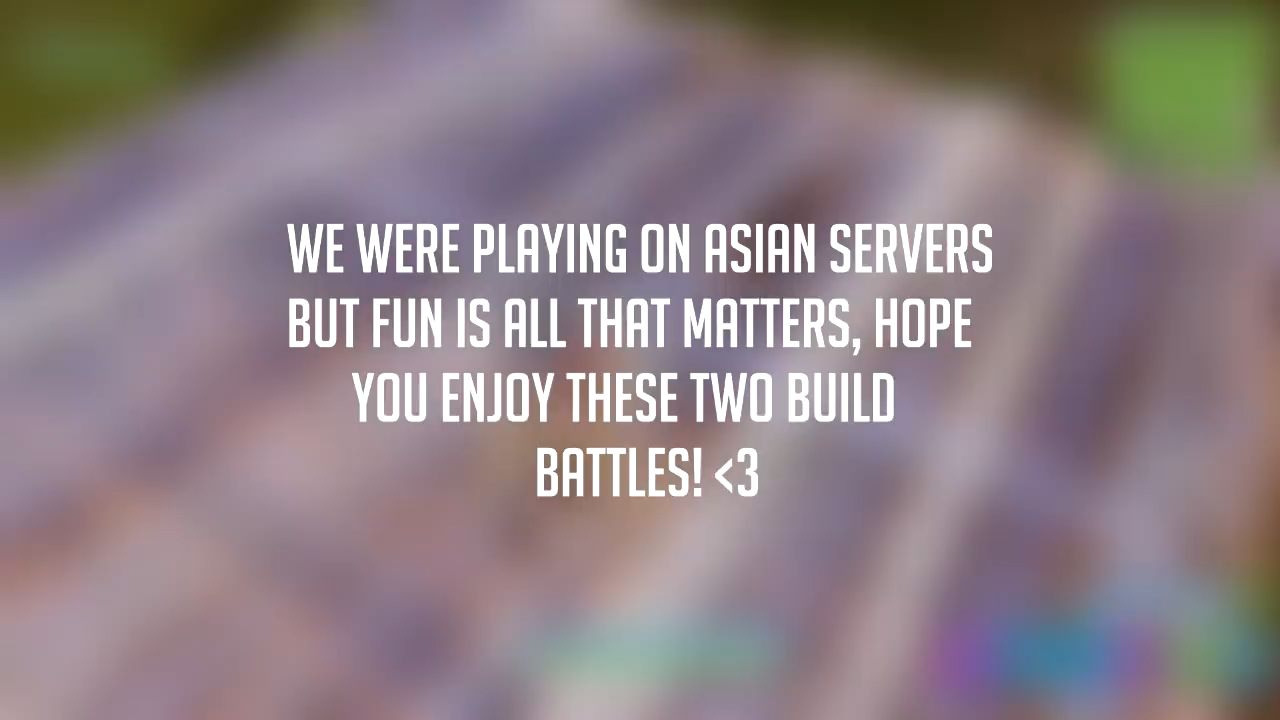 WE WERE PLAYING ON ASIAN SERVERS
BUT FUN IS ALL THAT MATTERS, HOPE
YOU ENJOY THESE TWO BUILD
BATTLES! <3